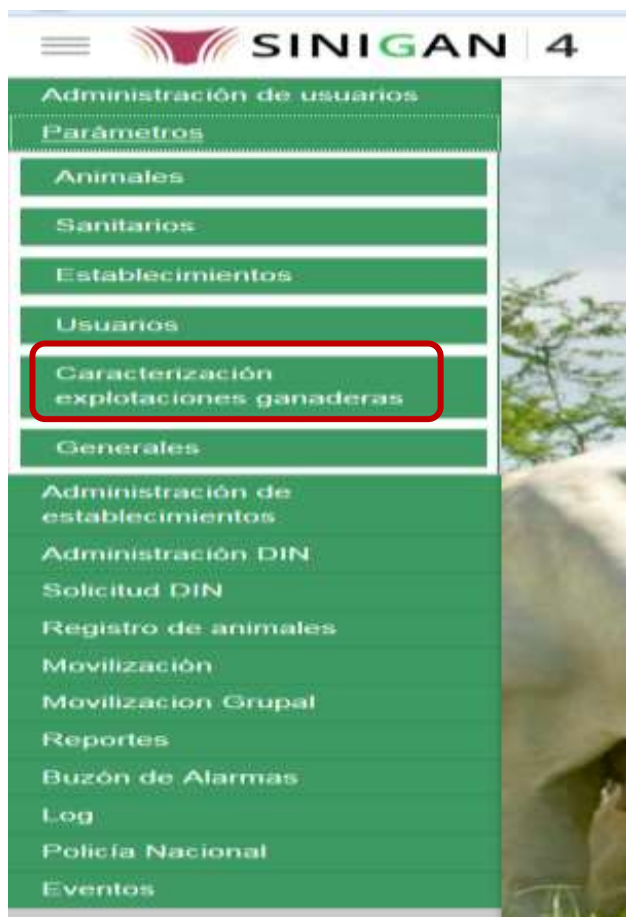 SINIGAN 4
Administración de usuarios
Parámetros
Animales
Sanitarios
Establecimientos
Usuarios
Caracterización
explotaciones ganaderas
Generales
Administración de
establecimientos
Administración DIN
Solicitud DIN
Registro de animales
Movilización
Movilizacion Grupal
Reportes
Buzón de Alarmas
Log
Policía Nacional
Eventos